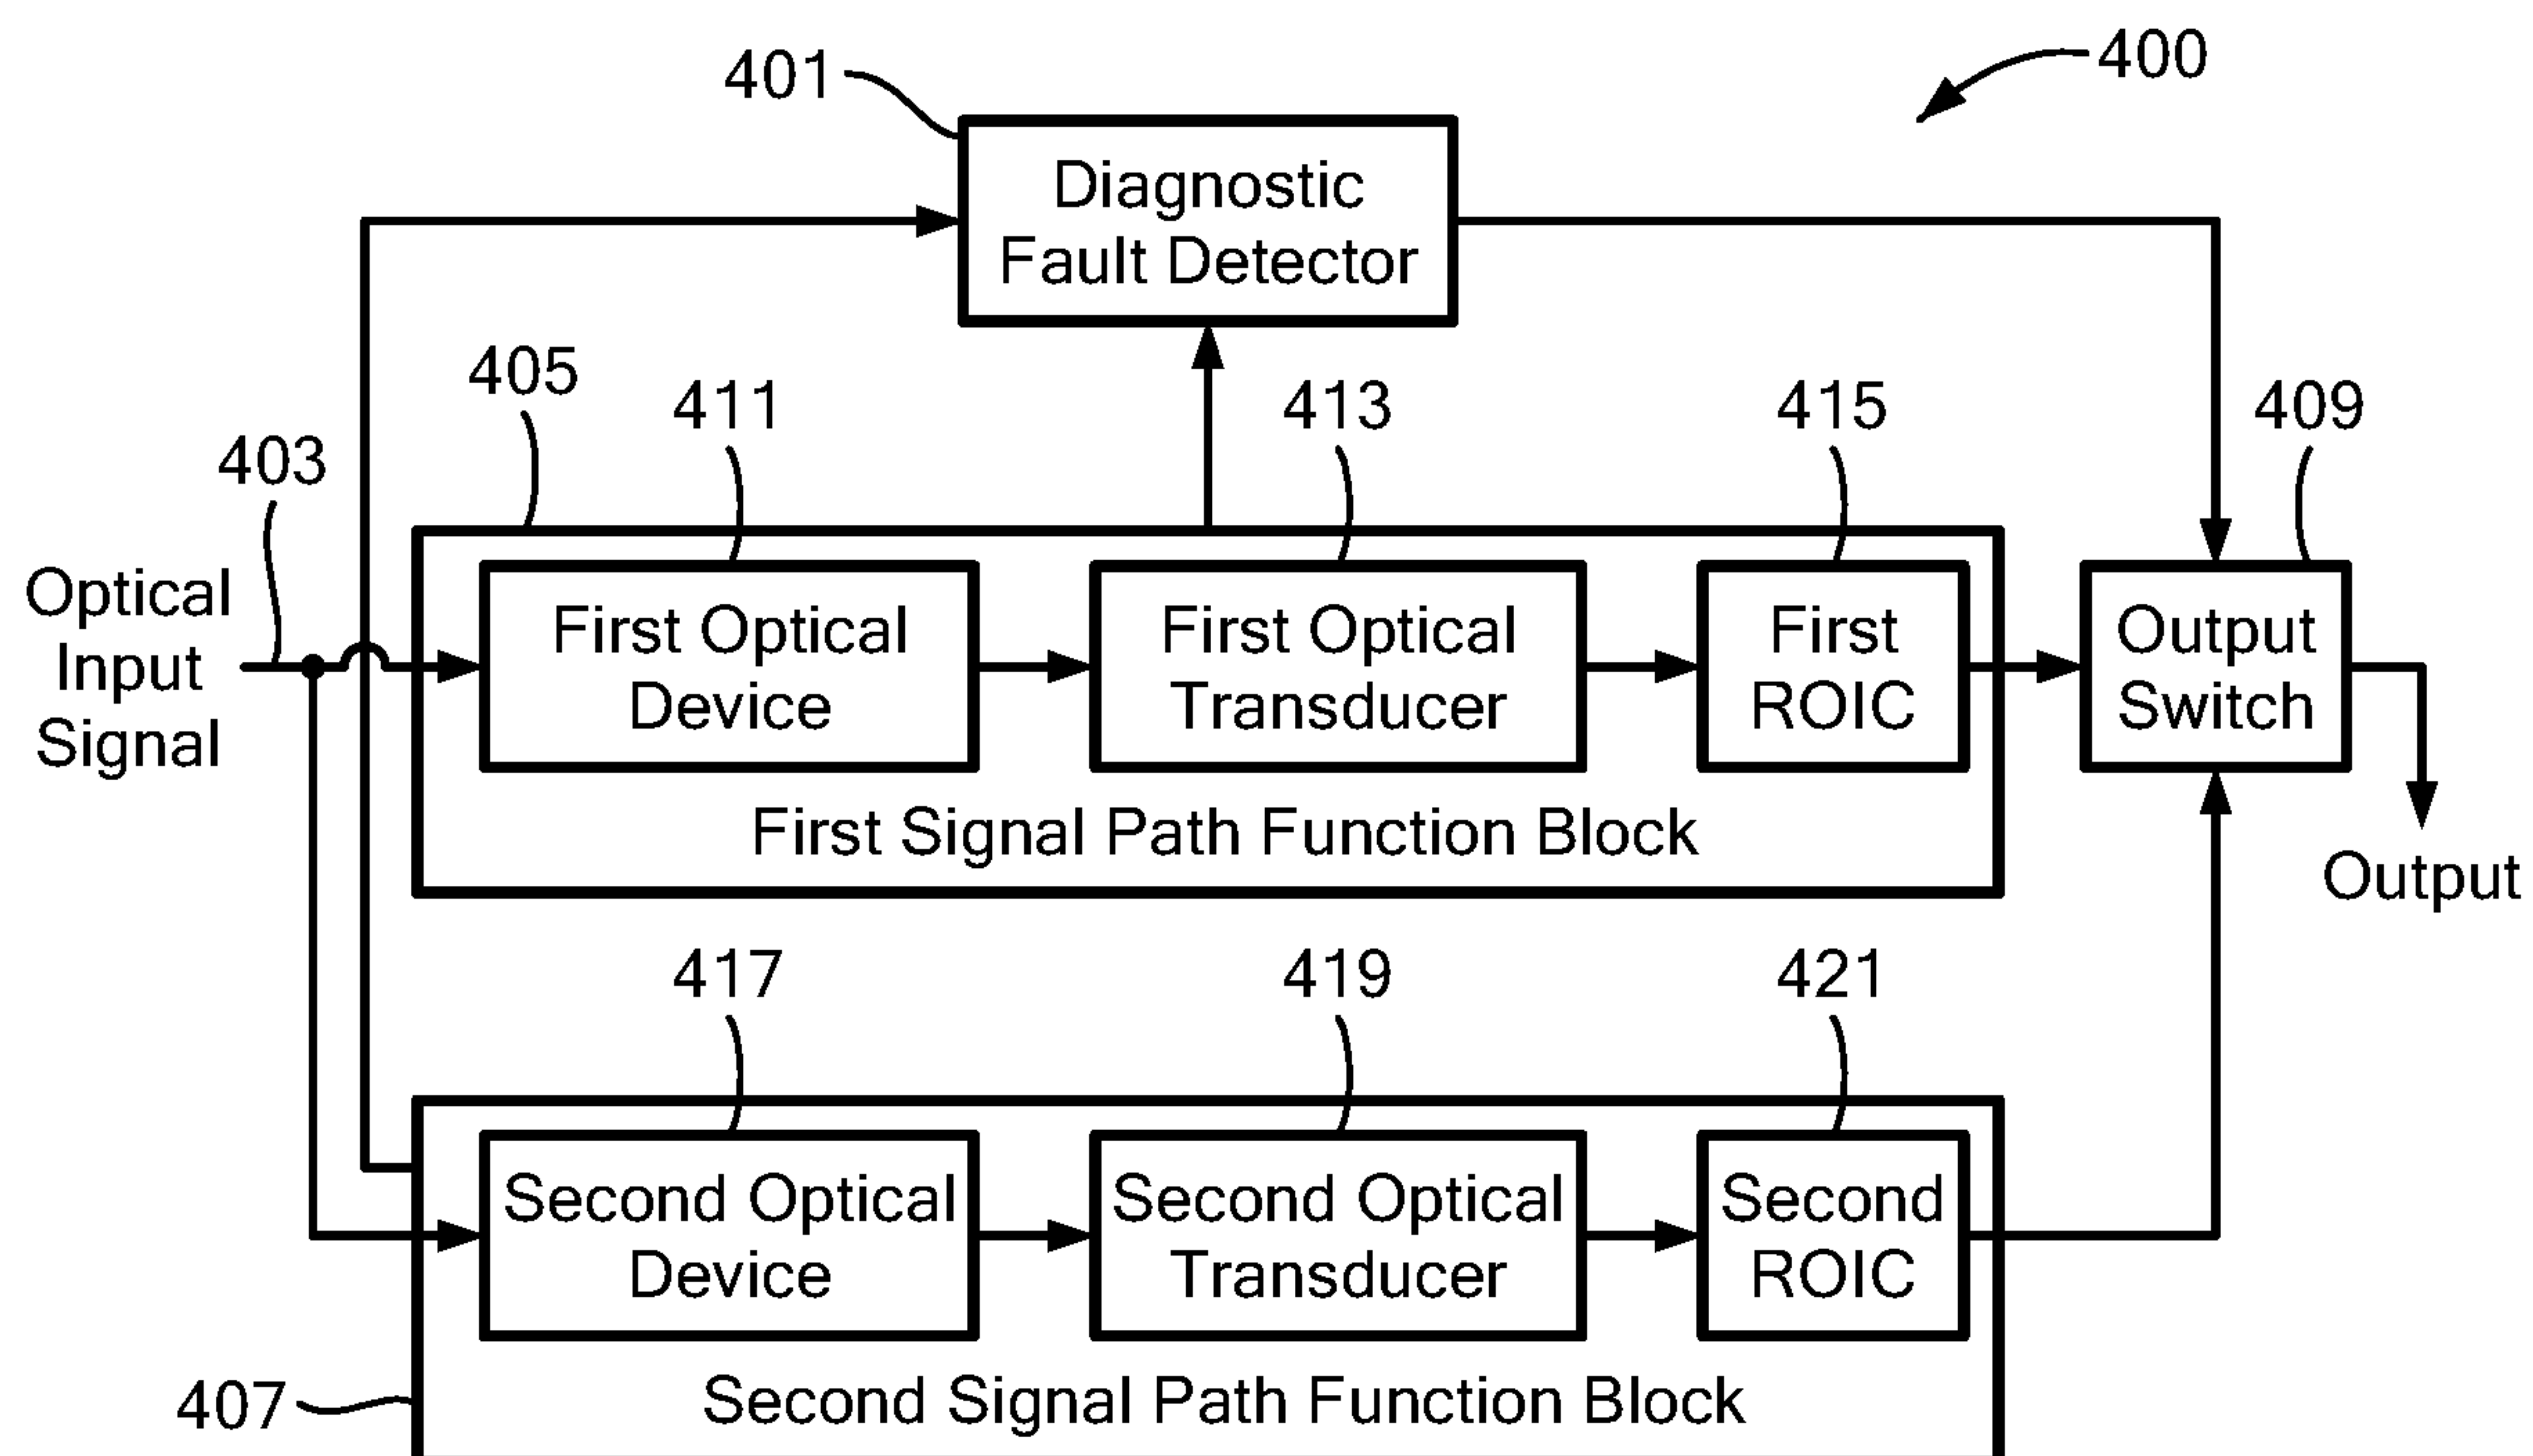 400
401
Diagnostic
Fault Detector
405
411
413
415
409
403
Optical
Input
Signal
First Optical
Device
First Optical
Transducer
First
ROIC
Output
Switch
First Signal Path Function Block
Output
417
419
421
Second Optical
Device
Second Optical
Transducer
Second
ROIC
407
Second Signal Path Function Block